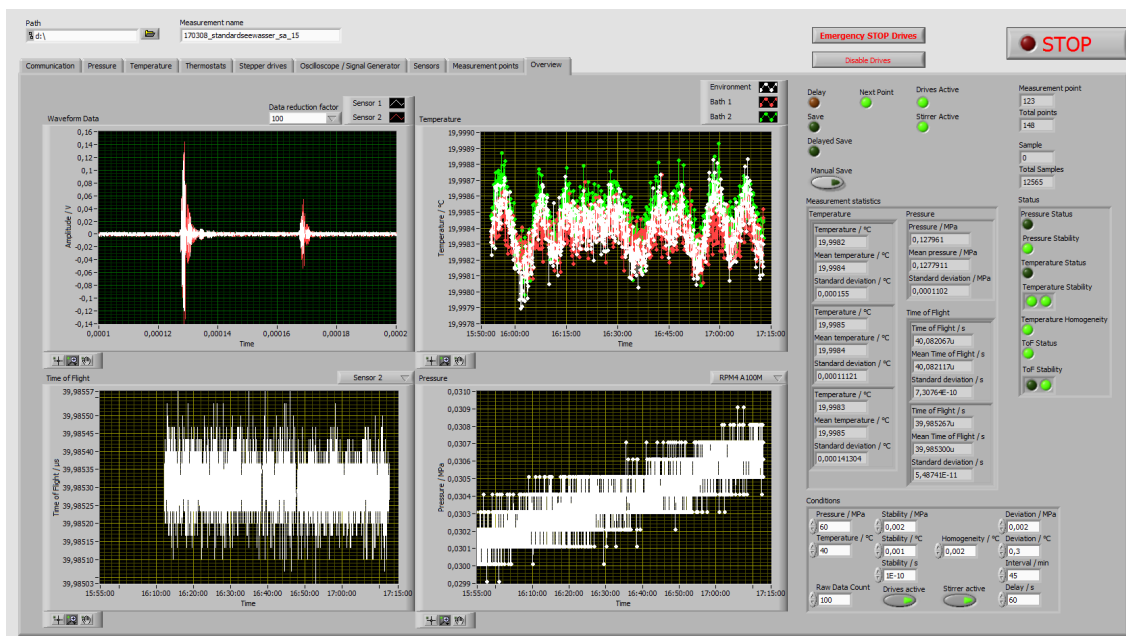 Path
Measurement name
d:\
170308_standardseewasser_sa_15
Emergency STOP Drives
Disable Drives
STOP
Communication
Pressure
Temperature
Thermostats
Stepper drives
Oscilloscope / Signal Generator
Sensors
Measurement points
Overview
Waveform Data
Data reduction factor
100
Sensor 1
Sensor 2
0,16
0,14
0,12
0,1
0,08
0,06
0,04
0,02
0
-0,02
-0,04
-0,06
-0,08
-0,1
-0,12
-0,14
Amplitude / V
0,0001
0,00012
0,00014
0,00016
0,00018
0,0002
Time
Temperature
Environment
Bath 1
Bath 2
19,9990
19,9989
19,9988
19,9987
19,9985
19,9984
19,9983
19,9981
19,9980
19,9979
19,9978
Temperature / °C
15:50:00
16:00:00
16:15:00
16:30:00
16:45:00
17:00:00
17:15:00
Time
Time of Flight
Sensor 2
39,98557
39,98550
39,98545
39,98540
39,98535
39,98530
39,98525
39,98520
39,98515
39,98510
39,98503
Time of Flight / µs
15:55:00
16:10:00
16:20:00
16:30:00
16:40:00
16:50:00
17:00:00
17:15:00
Time
Pressure
RPM4 A100M
0,0310
0,0309
0,0308
0,0307
0,0306
0,0305
0,0304
0,0303
0,0302
0,0301
0,0300
0,0299
Pressure / MPa
15:55:00
16:10:00
16:20:00
16:30:00
16:40:00
16:50:00
17:00:00
17:15:00
Time
Delay
Next Point
Drives Active
Save
Stirrer Active
Delayed Save
Manual Save
Measurement point
123
Total points
148
Sample
0
Total Samples
12565
Measurement statistics
Temperature
Temperature / °C
19,9982
Mean temperature / °C
19,9984
Standard deviation / °C
0,000155
Temperature / °C
19,9985
Mean temperature / °C
19,9984
Standard deviation / °C
0,00011121
Temperature / °C
19,9983
Mean temperature / °C
19,9985
Standard deviation / °C
0,000141304
Pressure
Pressure / MPa
0,127961
Mean pressure / MPa
0,1277911
Standard deviation / MPa
0,0001102
Time of Flight
Time of Flight / s
40,082067u
Mean Time of Flight / s
40,082117u
Standard deviation / s
7,30764E-10
Time of Flight / s
39,985267u
Mean Time of Flight / s
39,985300u
Standard deviation / s
5,48741E-11
Status
Pressure Status
Pressure Stability
Temperature Status
Temperature Stability
Temperature Homogeneity
ToF Status
ToF Stability
Conditions
Pressure / MPa
60
Stability / MPa
0,002
Deviation / MPa
0,002
Temperature / °C
40
Stability / °C
0,001
Homogeneity / °C
0,002
Deviation / °C
0,3
Stability / s
1E-10
Interval / min
45
Raw Data Count
100
Drives active
Stirrer active
Delay / s
60